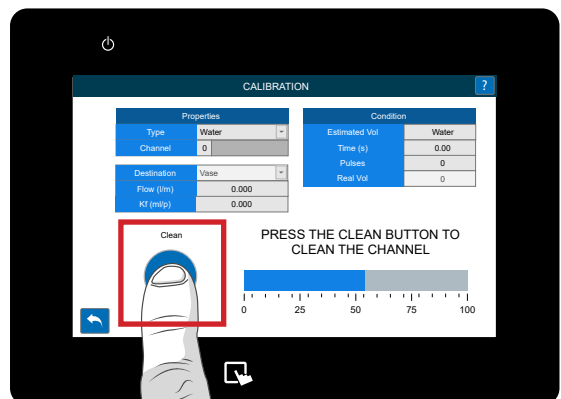 CALIBRATION
?
Properties
Type Water
Channel 0
Destination Vase
Flow (l/m) 0.000
Kf (ml/p) 0.000
Condition
Estimated Vol Water
Time (s) 0.00
Pulses 0
Real Vol 0
Clean
PRESS THE CLEAN BUTTON TO
CLEAN THE CHANNEL
0 25 50 75 100